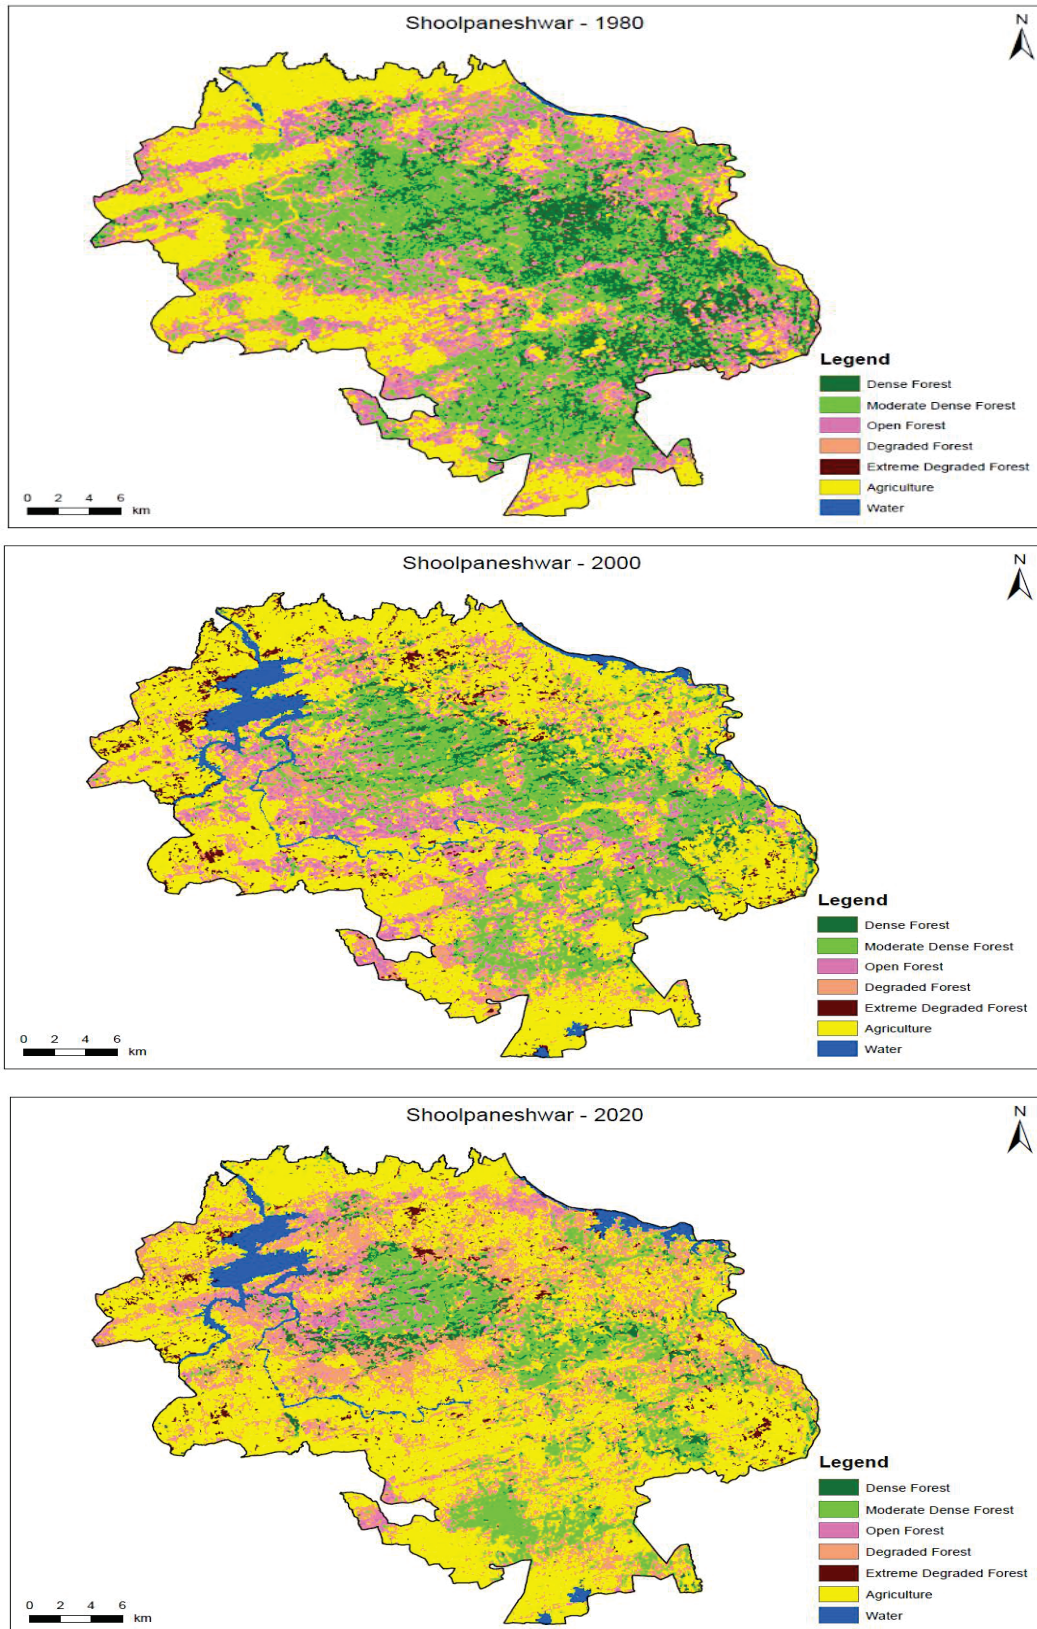 Shoolpaneshwar - 1980
N
Legend
Dense Forest
Moderate Dense Forest
Open Forest
Degraded Forest
Extreme Degraded Forest
Agriculture
Water
0 2 4 6
km
Shoolpaneshwar - 2000
N
Legend
Dense Forest
Moderate Dense Forest
Open Forest
Degraded Forest
Extreme Degraded Forest
Agriculture
Water
0 2 4 6
km
Shoolpaneshwar - 2020
N
Legend
Dense Forest
Moderate Dense Forest
Open Forest
Degraded Forest
Extreme Degraded Forest
Agriculture
Water
0 2 4 6
km